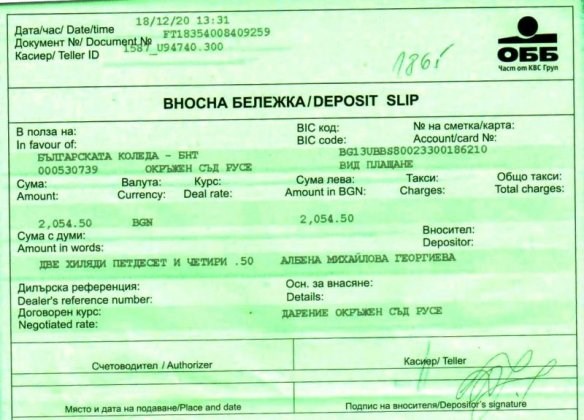 Дата/час/ Date/time 18/12/20 13:31
Документ №/ Document № FT18354008409259
Касиер/ Teller ID 1587_U94740.300
ОББ
Част от KBC Груп
ВНОСНА БЕЛЕЖКА/DEPOSIT SLIP
В полза на: BIC код: № на сметка/карта:
In favour of: BIC code: Account/card №:
БЪЛГАРСКАТА КОЛЕДА - БНТ BG13UBBS80023300186210
000530739 ОКРЪЖЕН СЪД РУСЕ ВИД ПЛАЩАНЕ
Сума: Валута: Курс: Сума лева: Такси: Общо такси:
Amount: Currency: Deal rate: Amount in BGN: Charges: Total charges:
2,054.50 BGN 2,054.50
Сума с думи: Вносител:
Amount in words: Depositor:
ДВЕ ХИЛЯДИ ПЕТДЕСЕТ И ЧЕТИРИ .50 АЛБЕНА МИХАЙЛОВА ГЕОРГИЕВА
Дилърска референция: Осн. за внасяне:
Dealer's reference number: Details:
Договорен курс: ДАРЕНИЕ ОКРЪЖЕН СЪД РУСЕ
Negotiated rate:
Счетоводител / Authorizer Касиер/ Teller
Място и дата на подаване/Place and date Подпис на вносителя/Depositor's signature